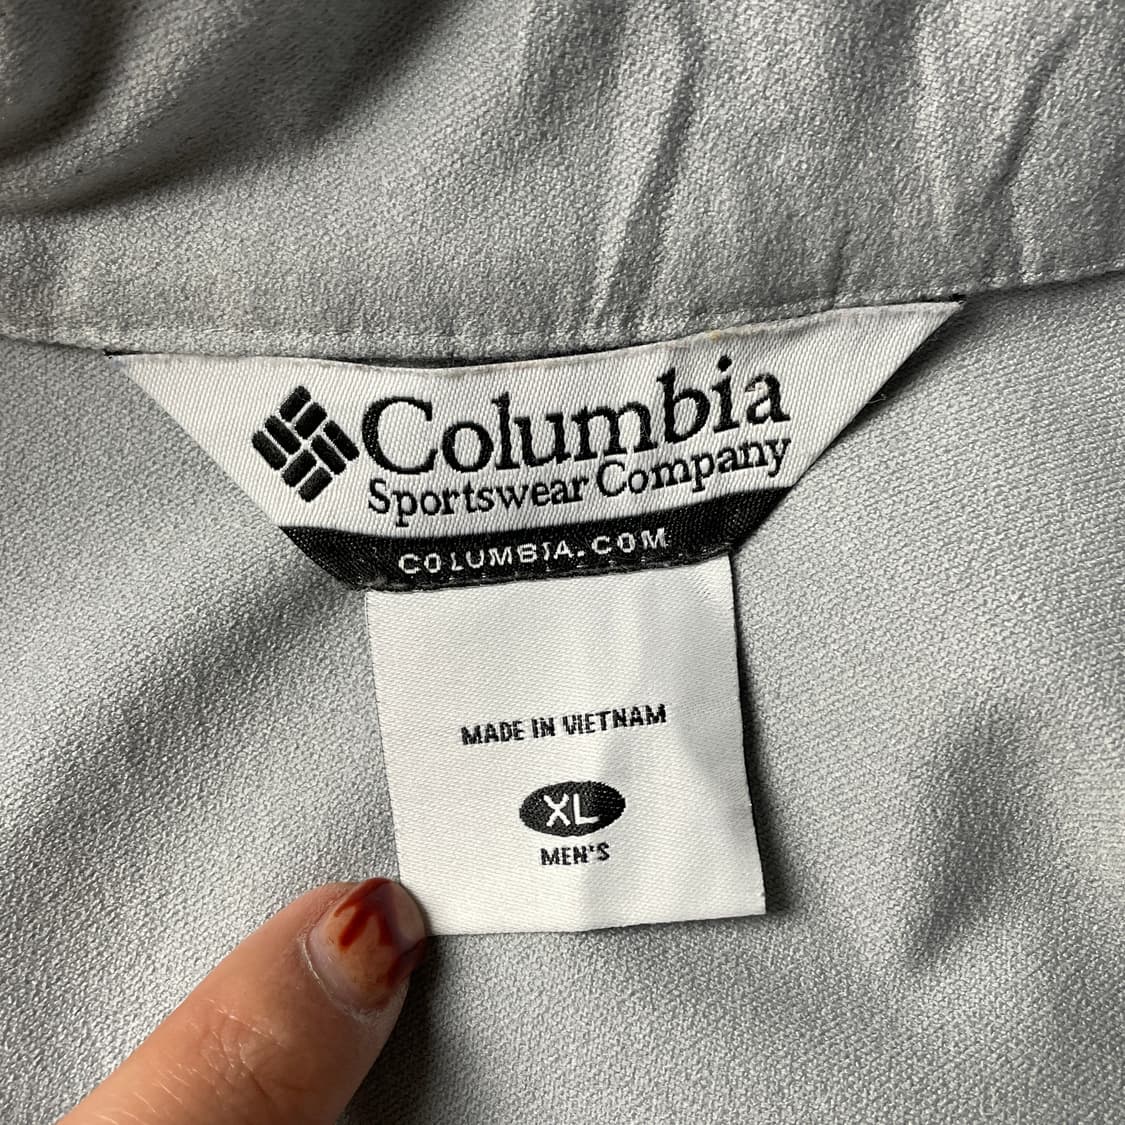 Columbia
Sportswear Company
COLUMBIA.COM
MADE IN VIETNAM
XL
MEN'S